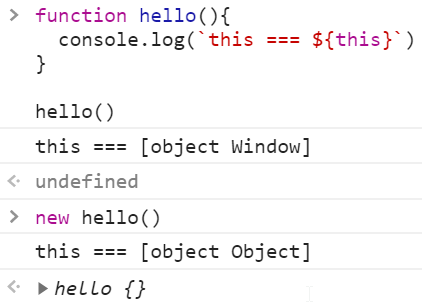 > function hello(){
console.log(`this === ${this}`)
}
hello()
this === [object Window]
undefined
> new hello()
this === [object Object]
▶ hello {}